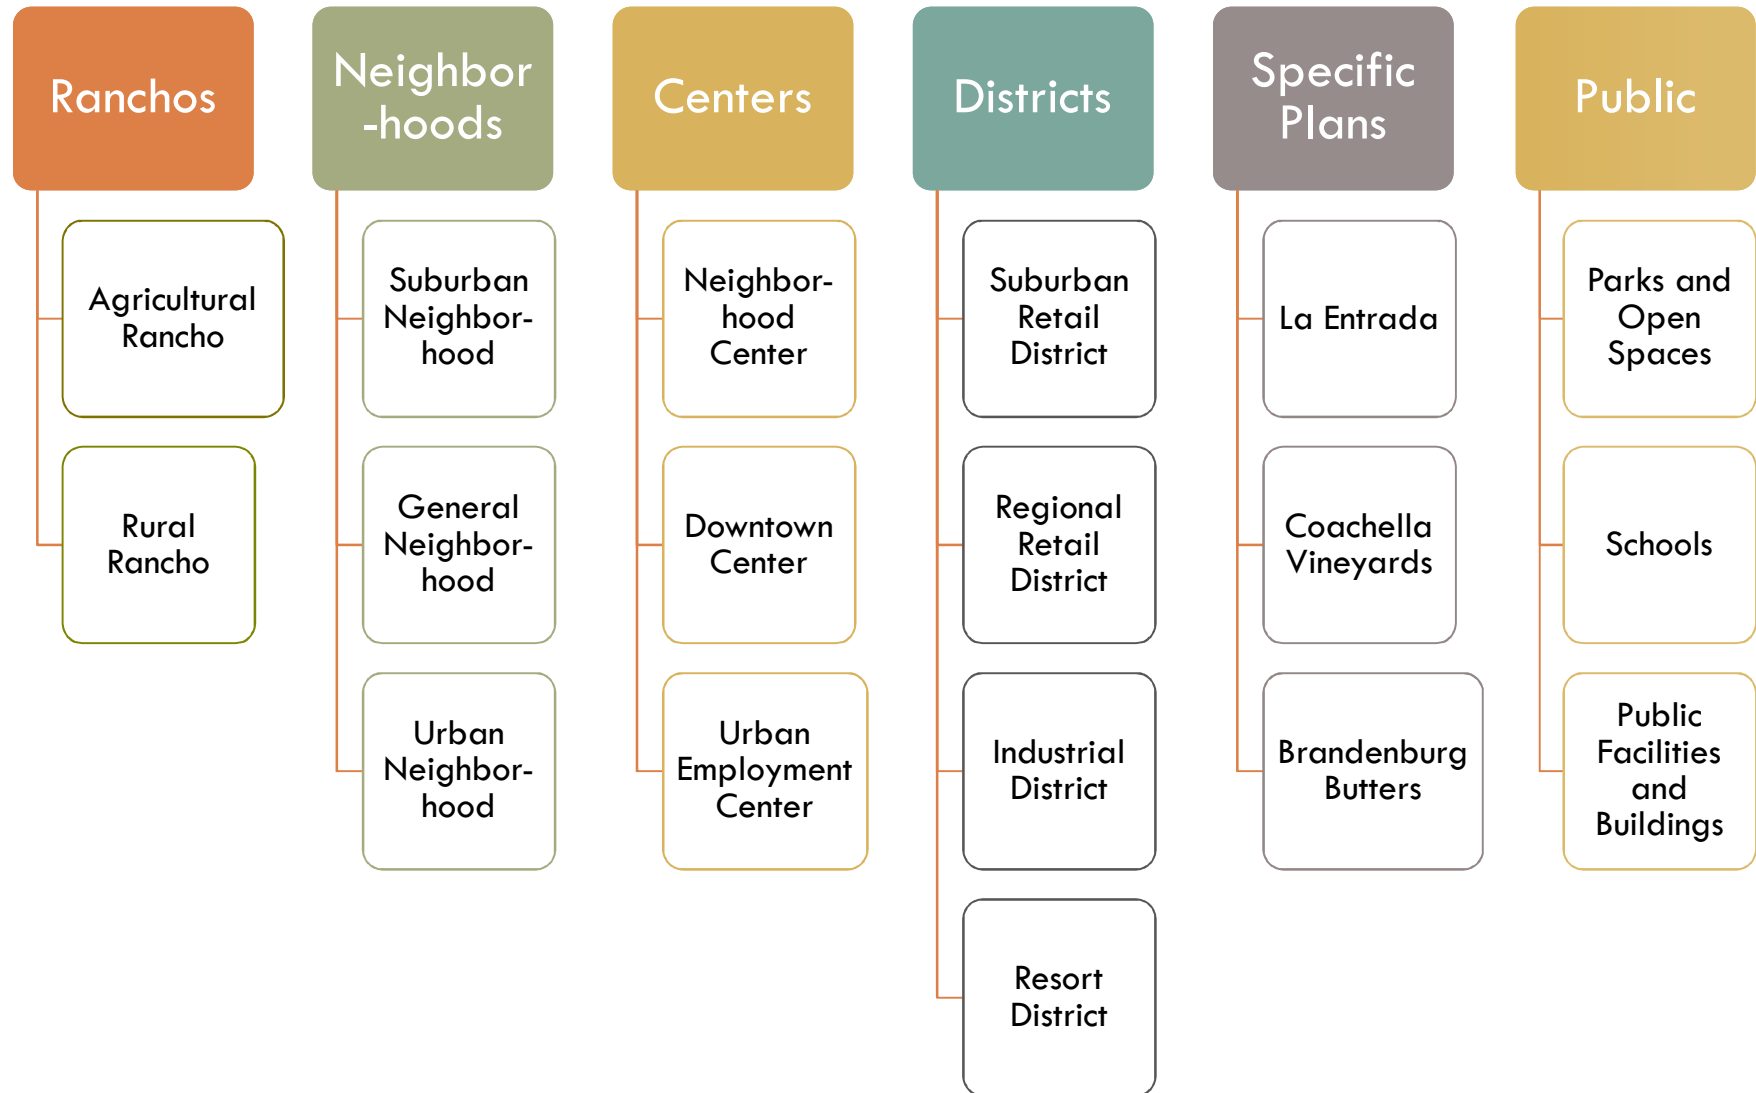 Ranchos
Agricultural
Rancho
Rural
Rancho
Neighbor
-hoods
Suburban
Neighbor-
hood
General
Neighbor-
hood
Urban
Neighbor-
hood
Centers
Neighbor-
hood
Center
Downtown
Center
Urban
Employment
Center
Districts
Suburban
Retail
District
Regional
Retail
District
Industrial
District
Resort
District
Specific
Plans
La Entrada
Coachella
Vineyards
Brandenburg
Butters
Public
Parks and
Open
Spaces
Schools
Public
Facilities
and
Buildings